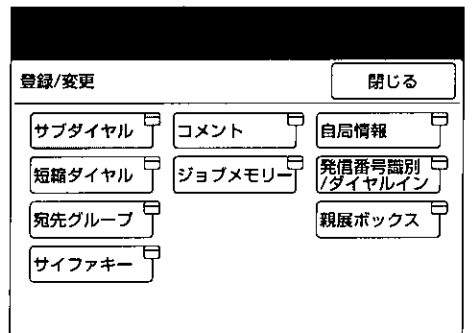 登録/変更
閉じる
サブダイヤル
コメント
自局情報
短縮ダイヤル
ジョブメモリー
発信番号識別
/ダイヤルイン
宛先グループ
親展ボックス
サイファキー